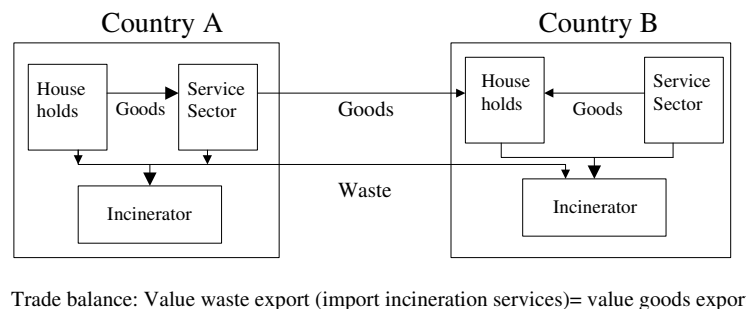 Country A
Country B
House
holds
Goods
Service
Sector
Goods
House
holds
Goods
Service
Sector
Waste
Incinerator
Incinerator
Trade balance: Value waste export (import incineration services)= value goods expor